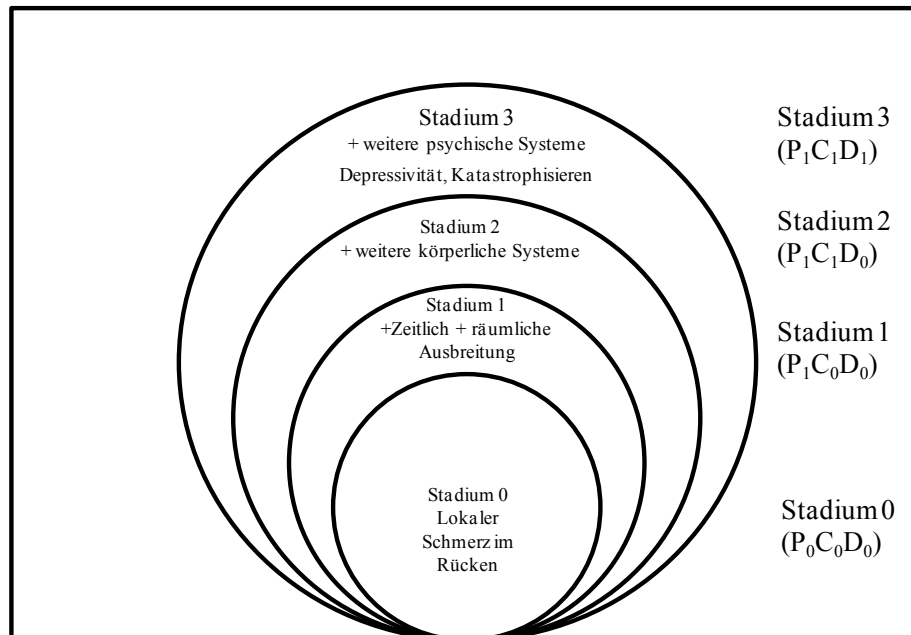 Stadium 3
+ weitere psychische Systeme
Depressivität, Katastrophisieren
Stadium 2
+ weitere körperliche Systeme
Stadium 1
+Zeitlich + räumliche
Ausbreitung
Stadium 0
Lokaler
Schmerz im
Rücken
Stadium 3
(P₁C₁D₁)
Stadium 2
(P₁C₁D₀)
Stadium 1
(P₁C₀D₀)
Stadium 0
(P₀C₀D₀)